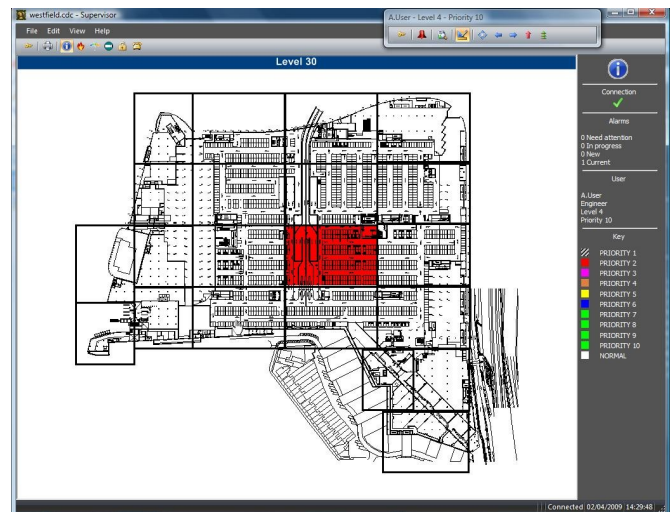 westfield.cdc - Supervisor
A.User - Level 4 - Priority 10
File Edit View Help
Level 30
Connection
Alarms
0 Need attention
0 In progress
0 New
1 Current
User
A.User
Engineer
Level 4
Priority 10
Key
PRIORITY 1
PRIORITY 2
PRIORITY 3
PRIORITY 4
PRIORITY 5
PRIORITY 6
PRIORITY 7
PRIORITY 8
PRIORITY 9
PRIORITY 10
NORMAL
Connected: 02/04/2009 14:29:48